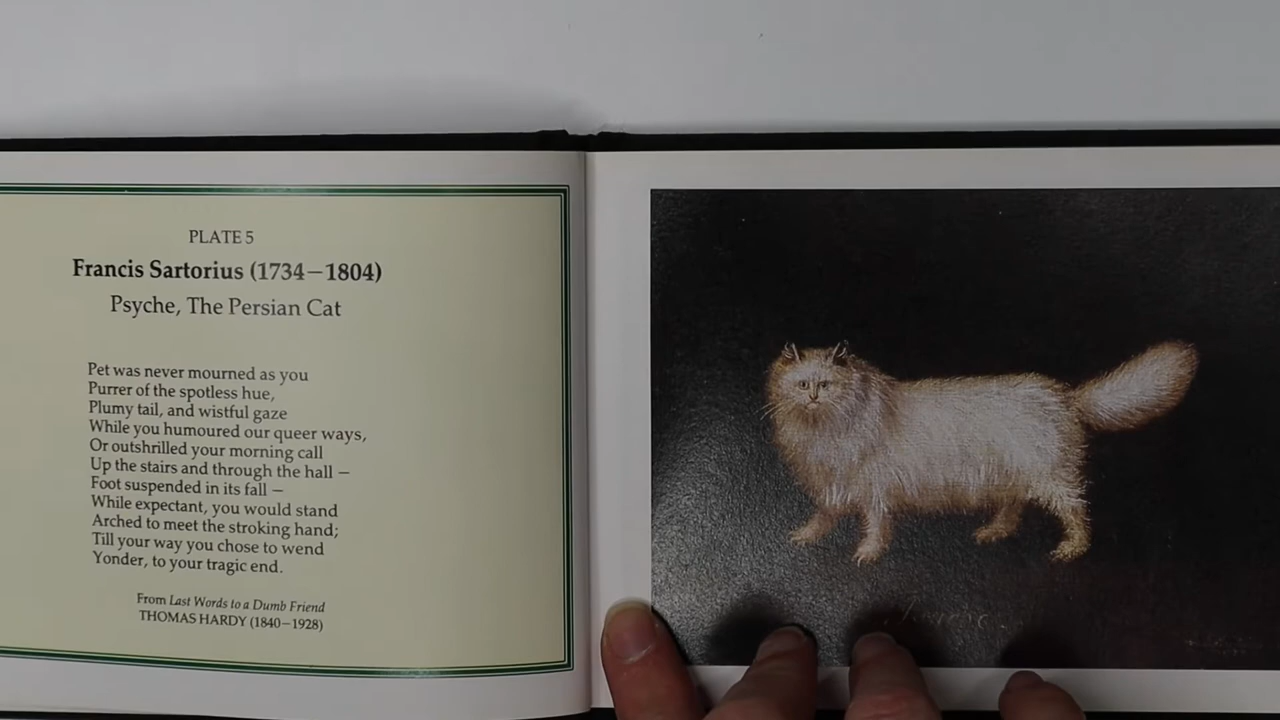 PLATE 5
Francis Sartorius (1734–1804)
Psyche, The Persian Cat
Pet was never mourned as you
Purrer of the spotless hue,
Plumy tail, and wistful gaze
While you humoured our queer ways,
Or outshrilled your morning call
Up the stairs and through the hall –
Foot suspended in its fall –
While expectant, you would stand
Arched to meet the stroking hand;
Till your way you chose to wend
Yonder, to your tragic end.
From Last Words to a Dumb Friend
THOMAS HARDY (1840–1928)